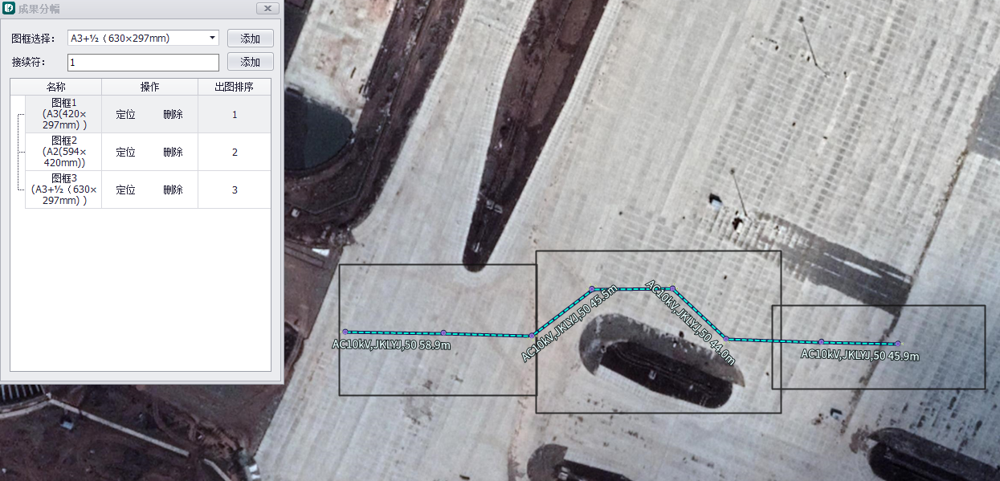 成果分幅
图框选择： A3+½（630×297mm） 添加
接续符： 1 添加
名称 操作 出图排序
图框1
(A3(420×
297mm) )
定位 删除 1
图框2
(A2(594×
420mm))
定位 删除 2
图框3
(A3+½（630×
297mm) )
定位 删除 3
AC10kV,JKLYJ,50 58.9m
AC10kV,JKLYJ,50 45.5m
AC10kV,JKLYJ,50 44.0m
AC10kV,JKLYJ,50 45.9m